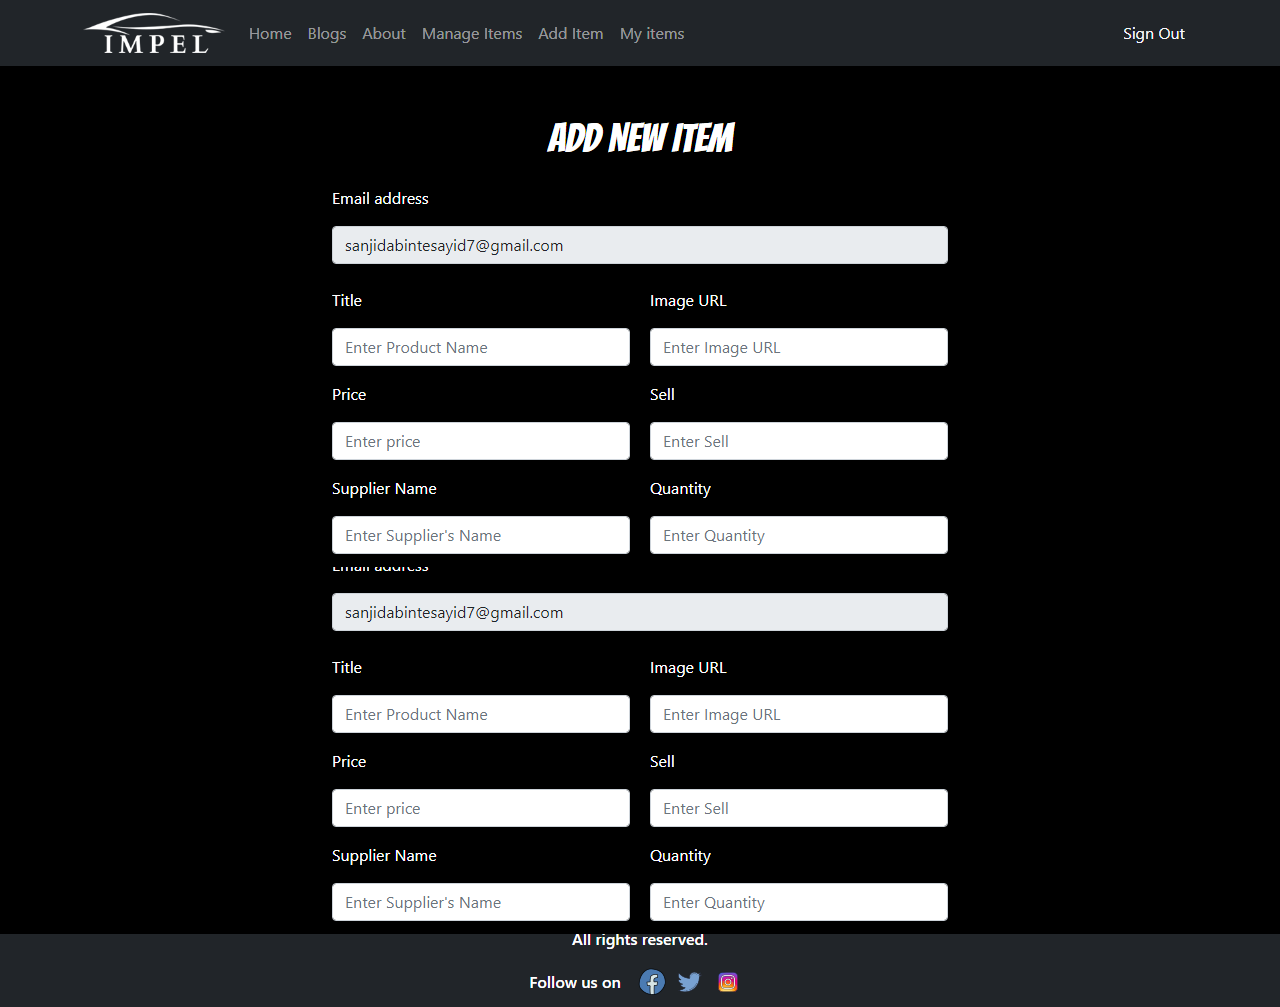 IMPEL Home Blogs About Manage Items Add Item My items Sign Out
ADD NEW ITEM
Email address
sanjidabintesayid7@gmail.com
Title Image URL
Enter Product Name Enter Image URL
Price Sell
Enter price Enter Sell
Supplier Name Quantity
Enter Supplier's Name Enter Quantity
Email address
sanjidabintesayid7@gmail.com
Title Image URL
Enter Product Name Enter Image URL
Price Sell
Enter price Enter Sell
Supplier Name Quantity
Enter Supplier's Name Enter Quantity
All rights reserved.
Follow us on